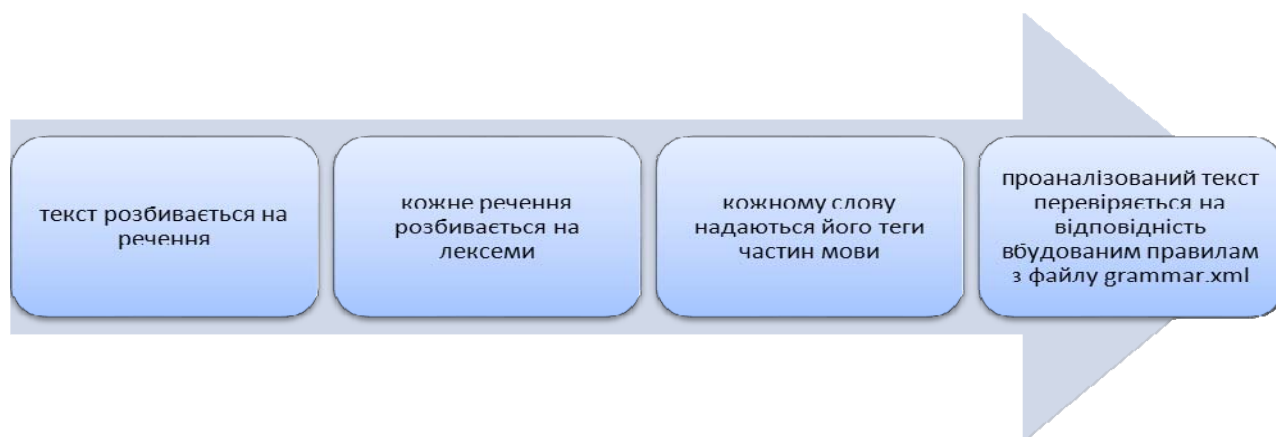 текст розбивається на
речення
кожне речення
розбивається на
лексеми
кожному слову
надаються його теги
частин мови
проаналізований текст
перевіряється на
відповідність
вбудованим правилам
з файлу grammar.xml